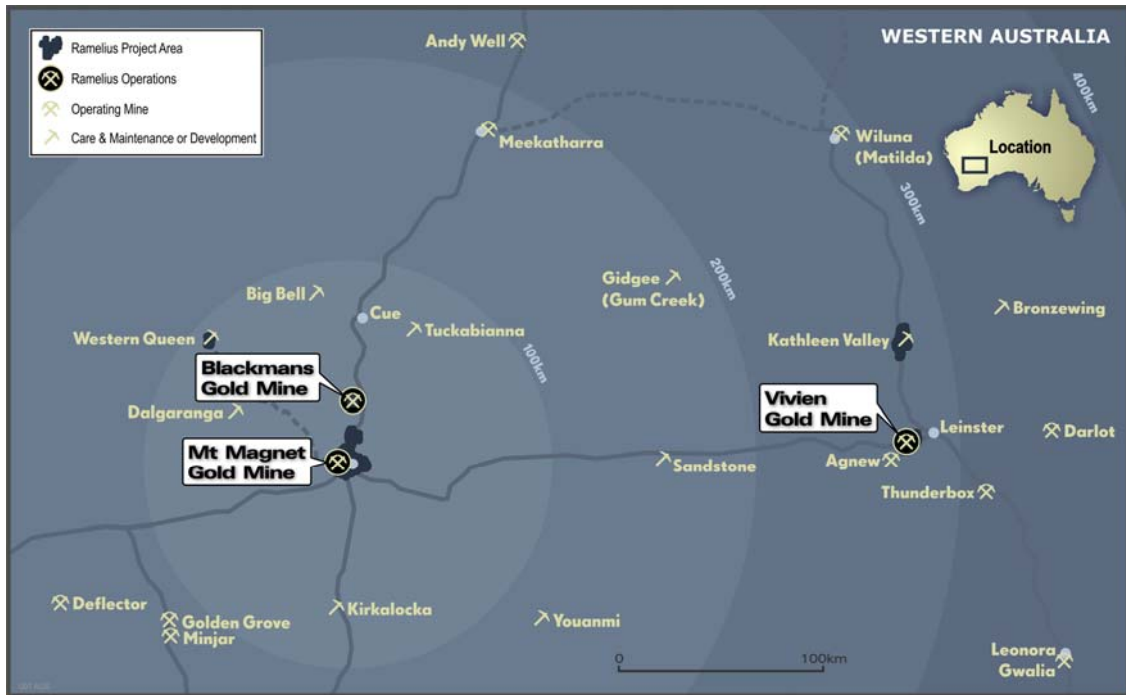 Ramelius Project Area
Ramelius Operations
Operating Mine
Care & Maintenance or Development
WESTERN AUSTRALIA
Location
Andy Well
Meekatharra
Wiluna
(Matilda)
400km
300km
200km
100km
Big Bell
Cue
Gidgee
(Gum Creek)
Bronzewing
Western Queen
Tuckabianna
Kathleen Valley
Blackmans
Gold Mine
Dalgaranga
Vivien
Gold Mine
Leinster
Darlot
Mt Magnet
Gold Mine
Sandstone
Agnew
Thunderbox
Deflector
Golden Grove
Minjar
Kirkalocka
Youanmi
0
100km
Leonora
Gwalia